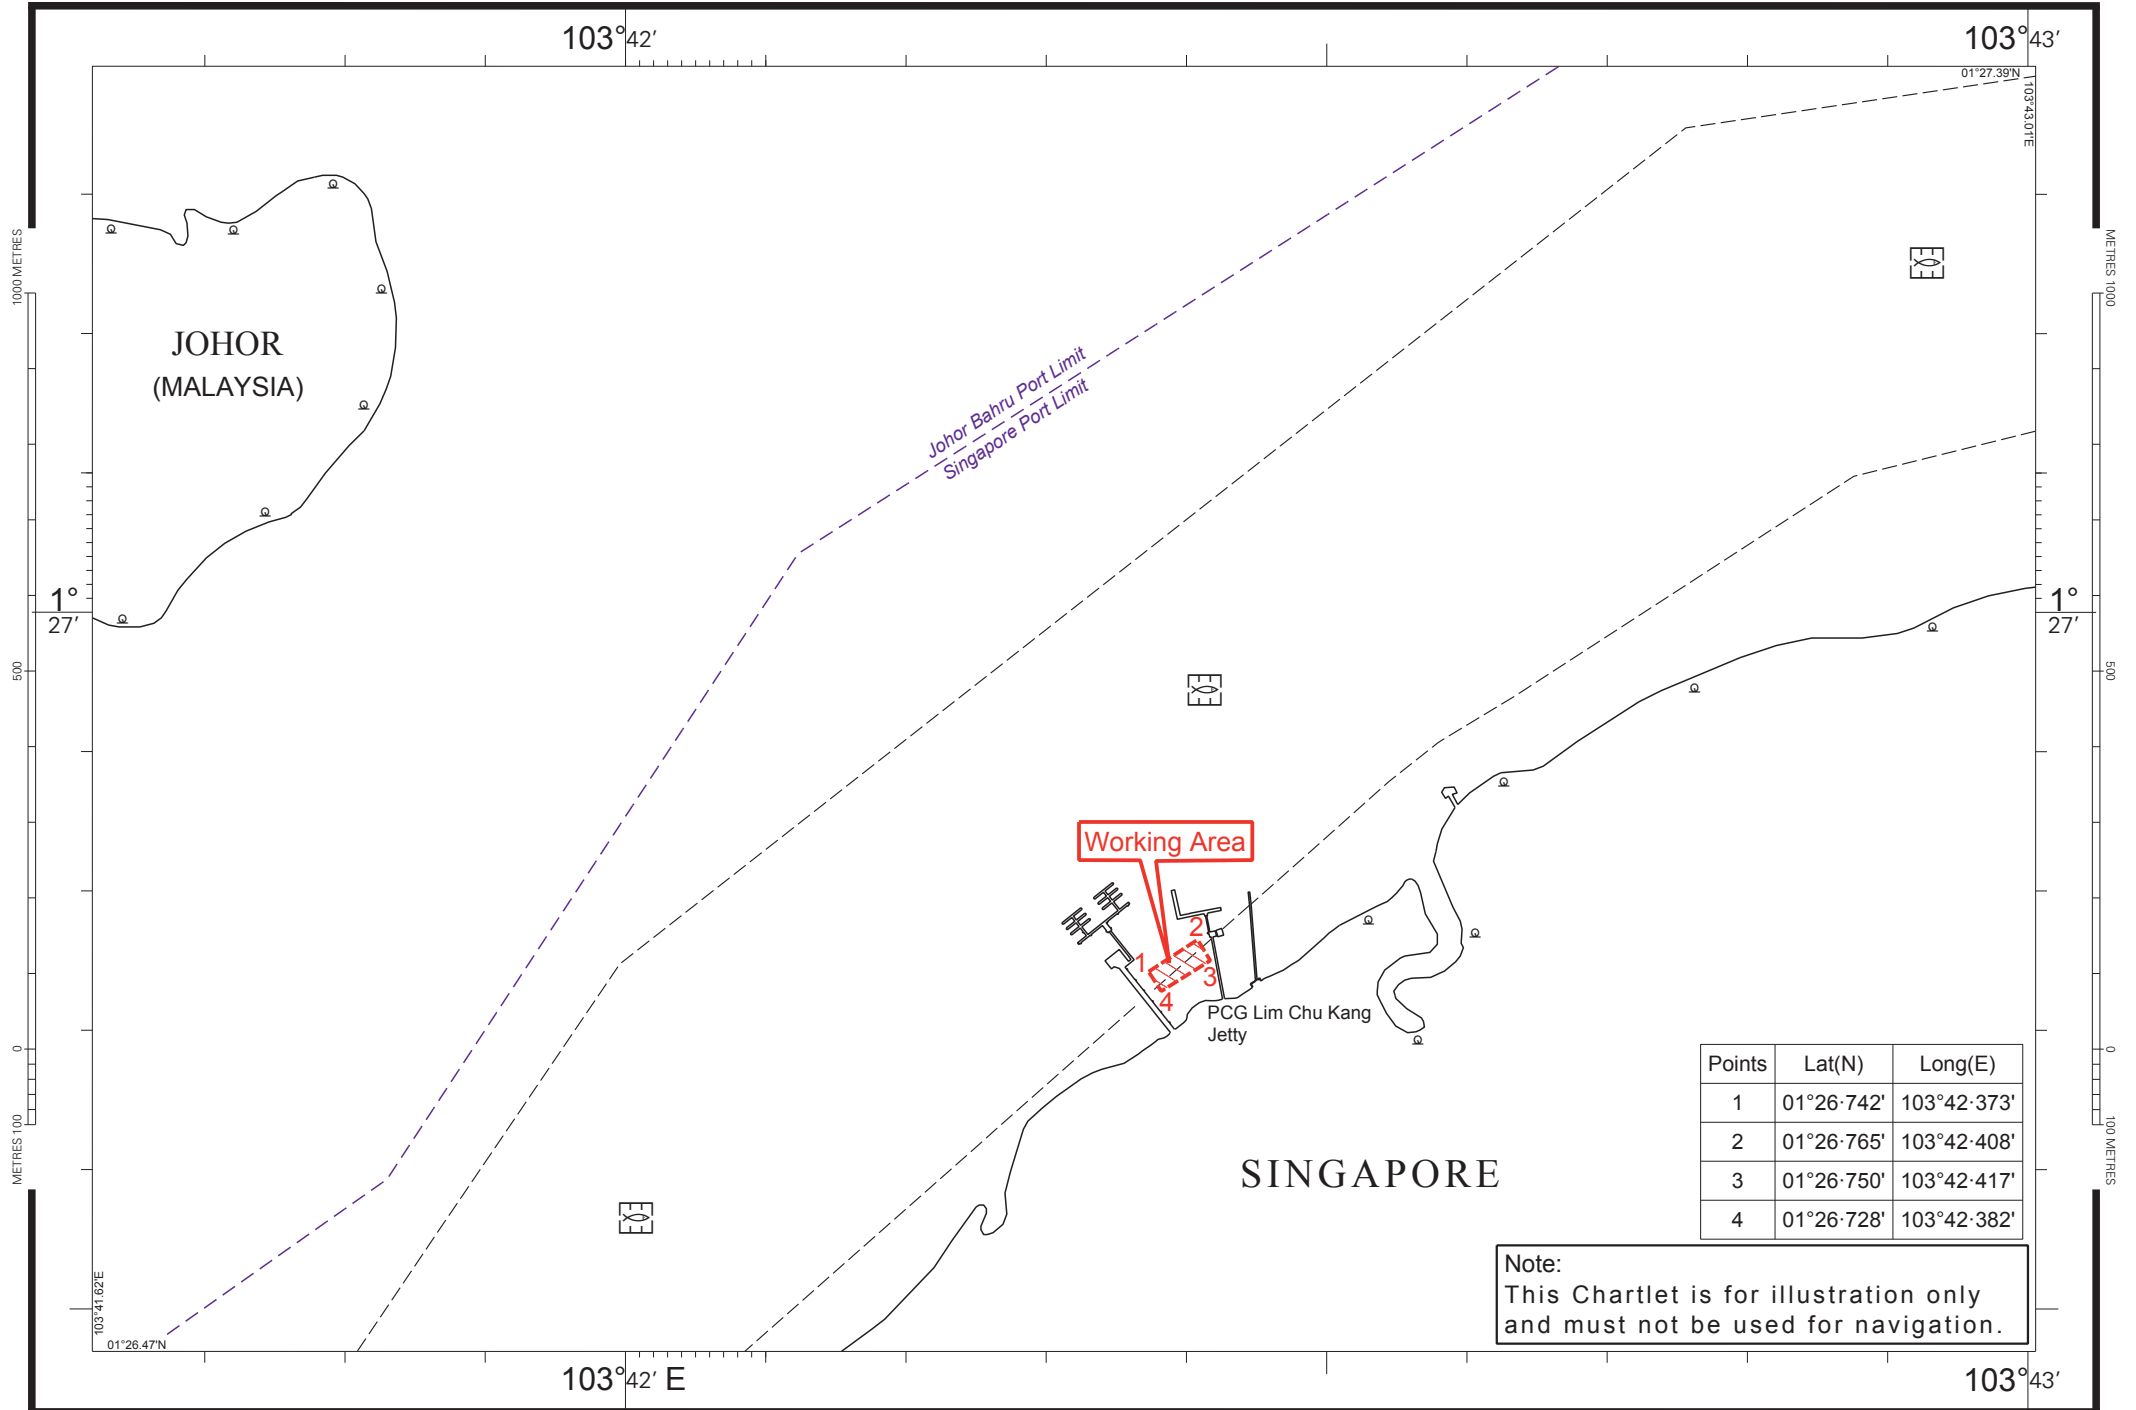 103°42′
103°43′
01°27.39'N
103°43.01'E
1000 METRES
METRES 1000
JOHOR
(MALAYSIA)
Johor Bahru Port Limit
Singapore Port Limit
1°
27′
1°
27′
500
500
Working Area
2
1
3
4
PCG Lim Chu Kang
Jetty
0
0
METRES 100
100 METRES
Points Lat(N) Long(E)
1 01°26·742' 103°42·373'
2 01°26·765' 103°42·408'
3 01°26·750' 103°42·417'
4 01°26·728' 103°42·382'
SINGAPORE
Note:
This Chartlet is for illustration only
and must not be used for navigation.
103°41.62'E
01°26.47'N
103°42′ E
103°43′